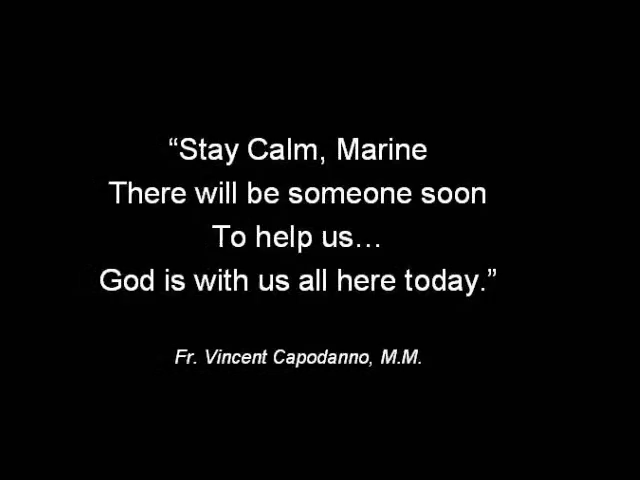 “Stay Calm, Marine
There will be someone soon
To help us…
God is with us all here today.”
Fr. Vincent Capodanno, M.M.